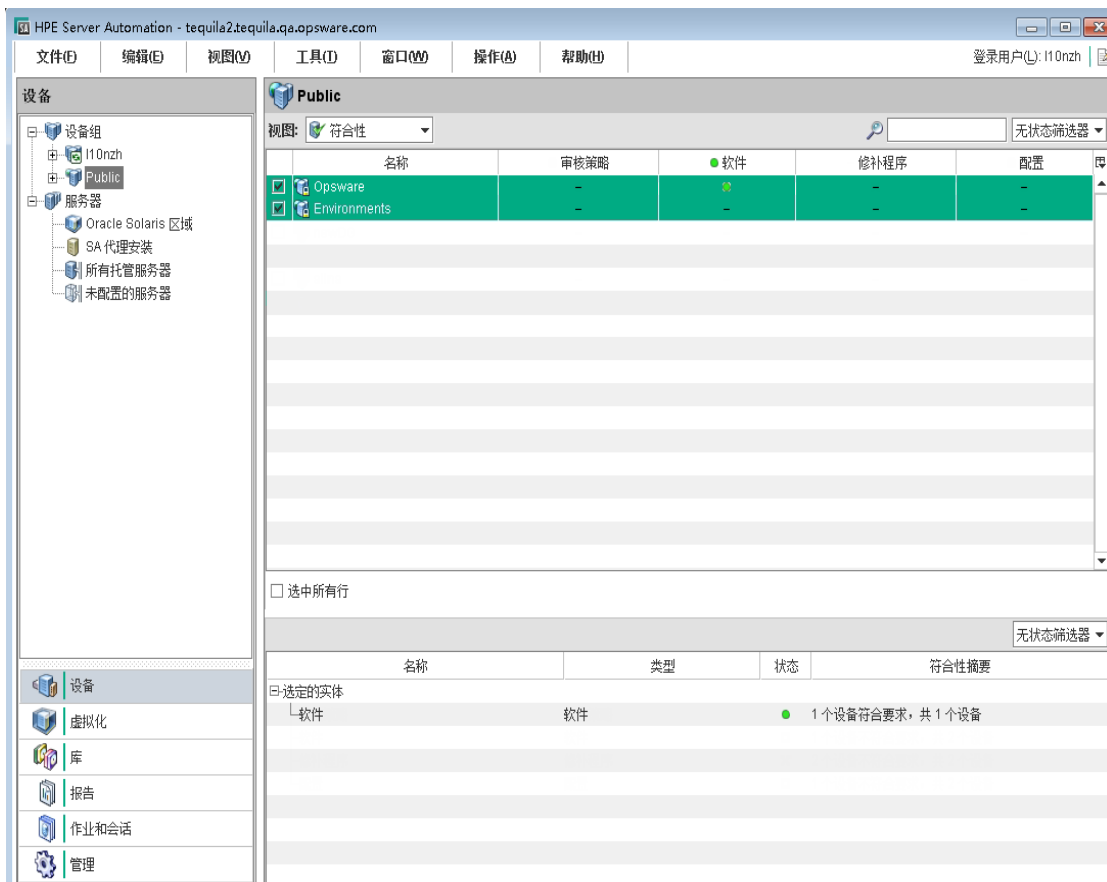 HPE Server Automation - tequila2.tequila.qa.opsware.com
文件(F) 编辑(E) 视图(V) 工具(T) 窗口(W) 操作(A) 帮助(H) 登录用户(L): l10nzh
设备
Public
视图: 符合性 无状态筛选器
设备组
l10nzh
Public
服务器
Oracle Solaris 区域
SA 代理安装
所有托管服务器
未配置的服务器
名称 审核策略 软件 修补程序 配置
Opsware – –  –
Environments – – – –
选中所有行
无状态筛选器
名称 类型 状态 符合性摘要
选定的实体
软件 软件 1 个设备符合要求，共 1 个设备
设备
虚拟化
库
报告
作业和会话
管理